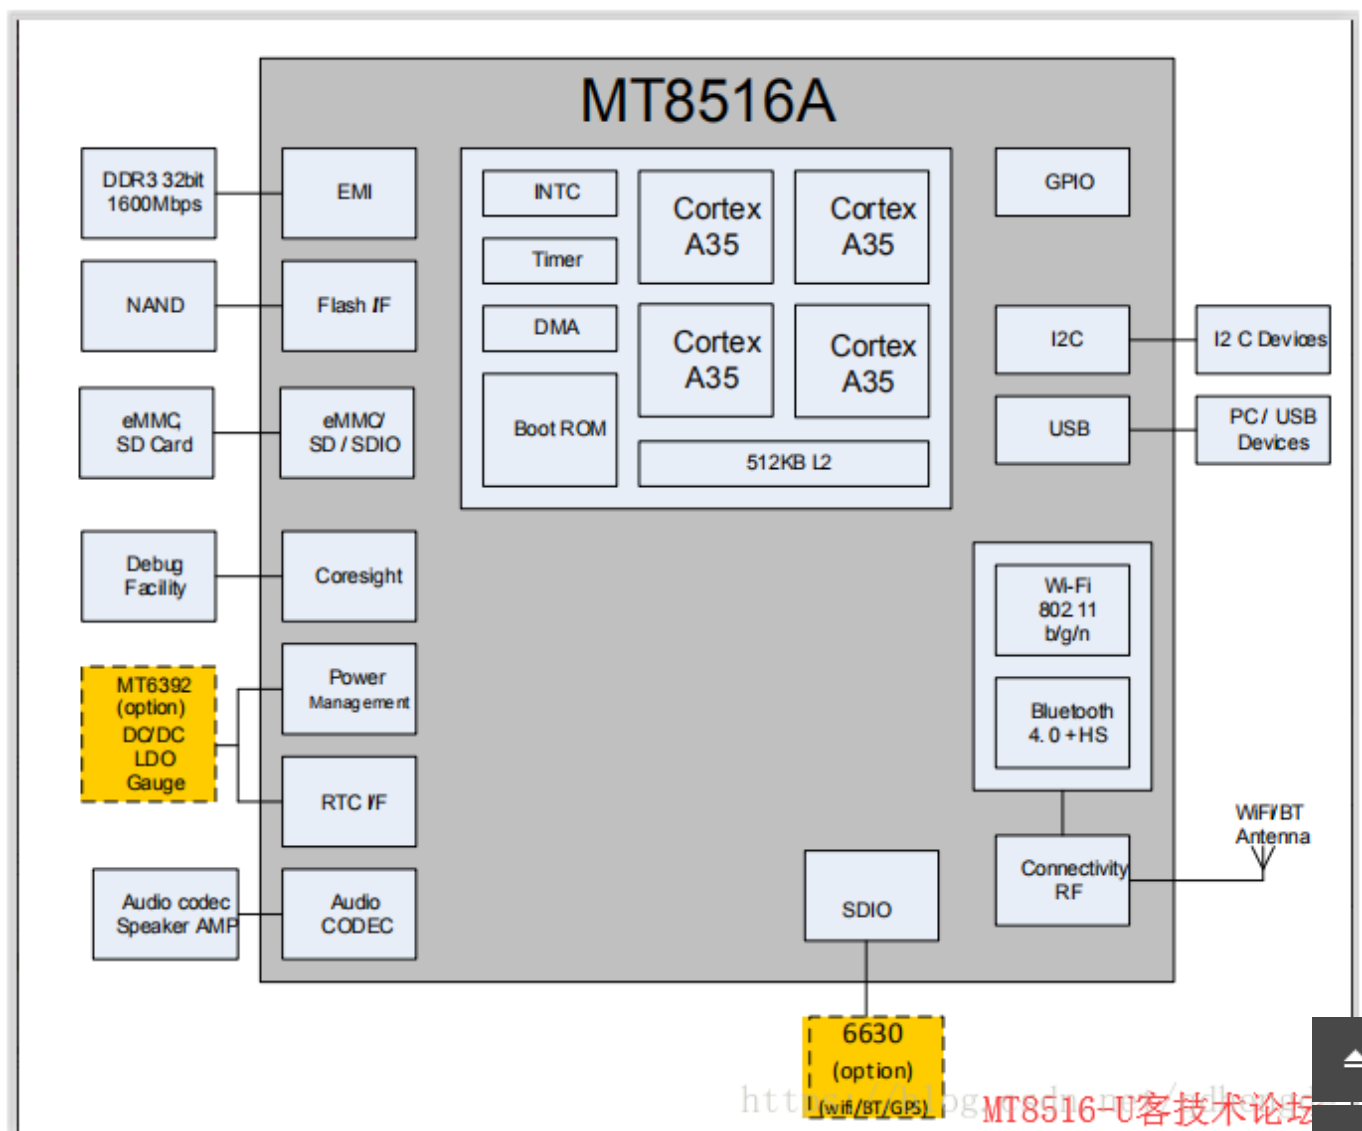 MT8516A
DDR3 32bit
1600Mbps
EMI
NAND
Flash I/F
eMMC,
SD Card
eMMC/
SD / SDIO
Debug
Facility
Coresight
MT6392
(option)
DC/DC
LDO
Gauge
Power
Management
RTC I/F
Audio codec
Speaker AMP
Audio
CODEC
INTC
Timer
DMA
Boot ROM
Cortex
A35
Cortex
A35
Cortex
A35
Cortex
A35
512KB L2
GPIO
I2C
I2 C Devices
USB
PC / USB
Devices
Wi-Fi
802.11
b/g/n
Bluetooth
4.0 +HS
Connectivity
RF
WiFi/BT
Antenna
SDIO
6630
(option)
(wifi/BT/GPS)
MT8516-U客技术论坛